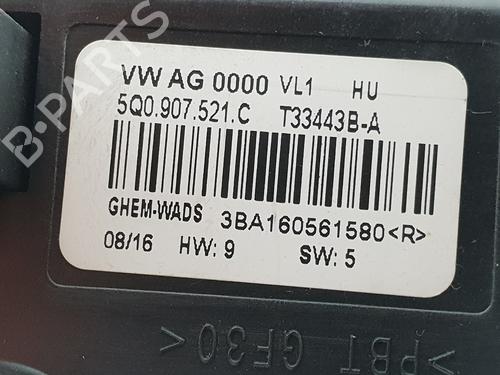 VW AG 0000 VL1 HU
5Q0.907.521.C T33443B-A
GHEM-WADS 3BA160561580<R>
08/16 HW: 9 SW: 5
>PBT GF30<
B-PARTS